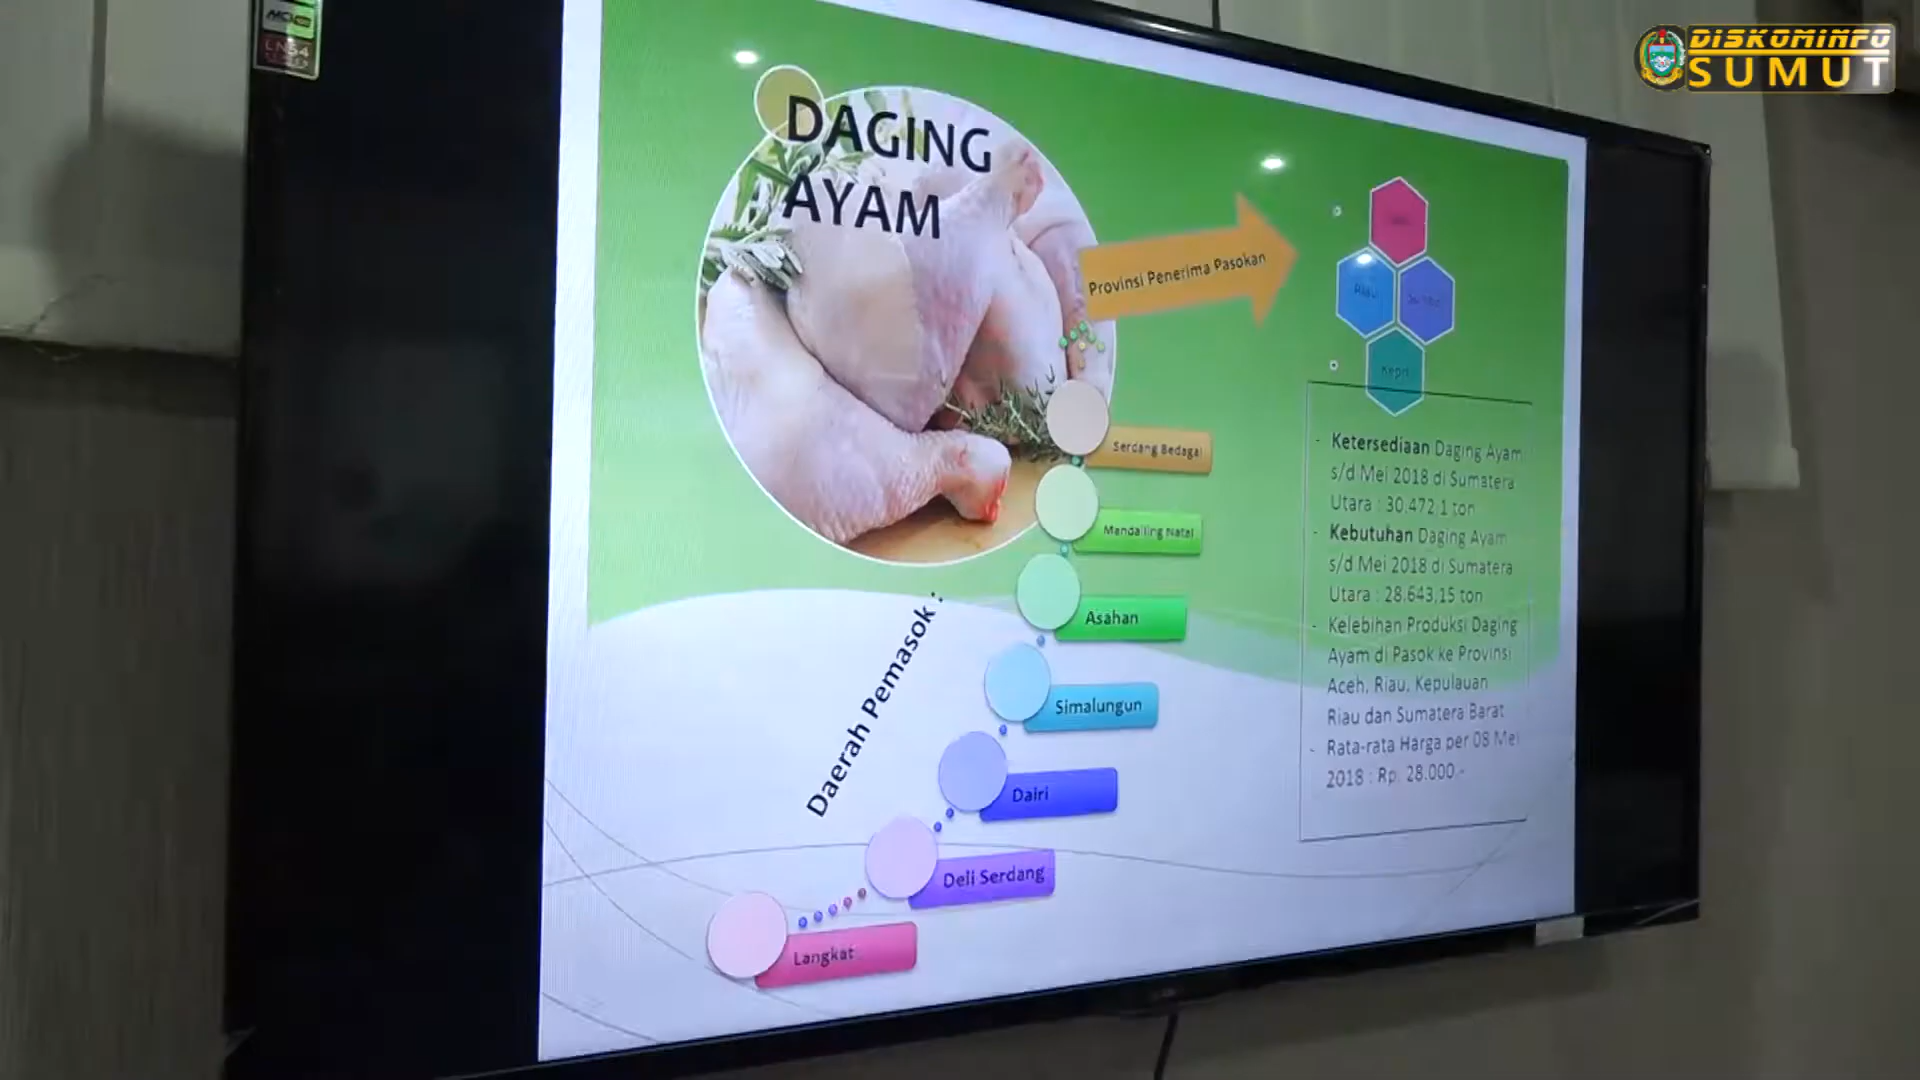 DISKOMINFO
SUMUT
DAGING
AYAM
Provinsi Penerima Pasokan
Riau
Kepri
Serdang Bedagai
Mandailing Natal
Asahan
Simalungun
Dairi
Deli Serdang
Langkat
Daerah Pemasok :
- Ketersediaan Daging Ayam
s/d Mei 2018 di Sumatera
Utara : 30.472,1 ton
- Kebutuhan Daging Ayam
s/d Mei 2018 di Sumatera
Utara : 28.643,15 ton
- Kelebihan Produksi Daging
Ayam di Pasok ke Provinsi
Aceh, Riau, Kepulauan
Riau dan Sumatera Barat
- Rata-rata Harga per 08 Mei
2018 : Rp. 28.000,-